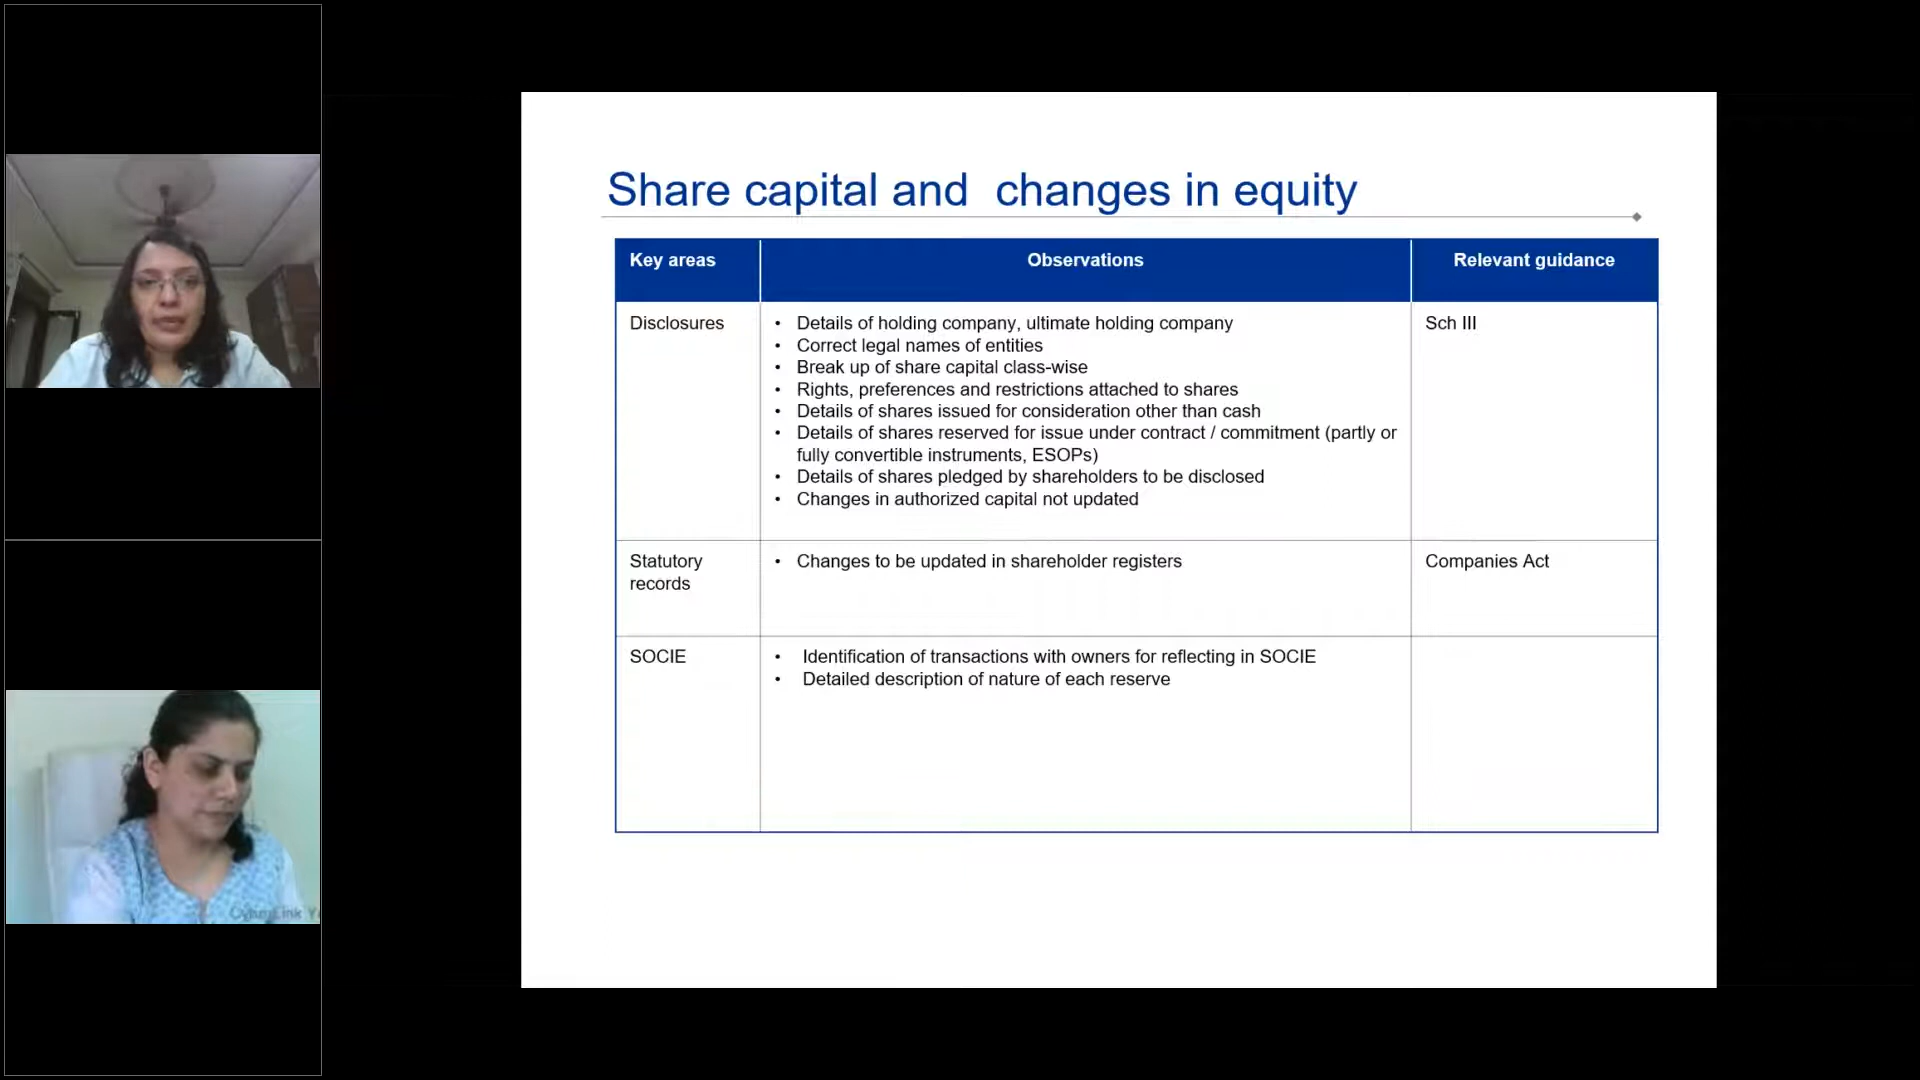 Share capital and  changes in equity
Key areas
Observations
Relevant guidance
Disclosures
• Details of holding company, ultimate holding company
• Correct legal names of entities
• Break up of share capital class-wise
• Rights, preferences and restrictions attached to shares
• Details of shares issued for consideration other than cash
• Details of shares reserved for issue under contract / commitment (partly or
fully convertible instruments, ESOPs)
• Details of shares pledged by shareholders to be disclosed
• Changes in authorized capital not updated
Sch III
Statutory
records
• Changes to be updated in shareholder registers
Companies Act
SOCIE
• Identification of transactions with owners for reflecting in SOCIE
• Detailed description of nature of each reserve